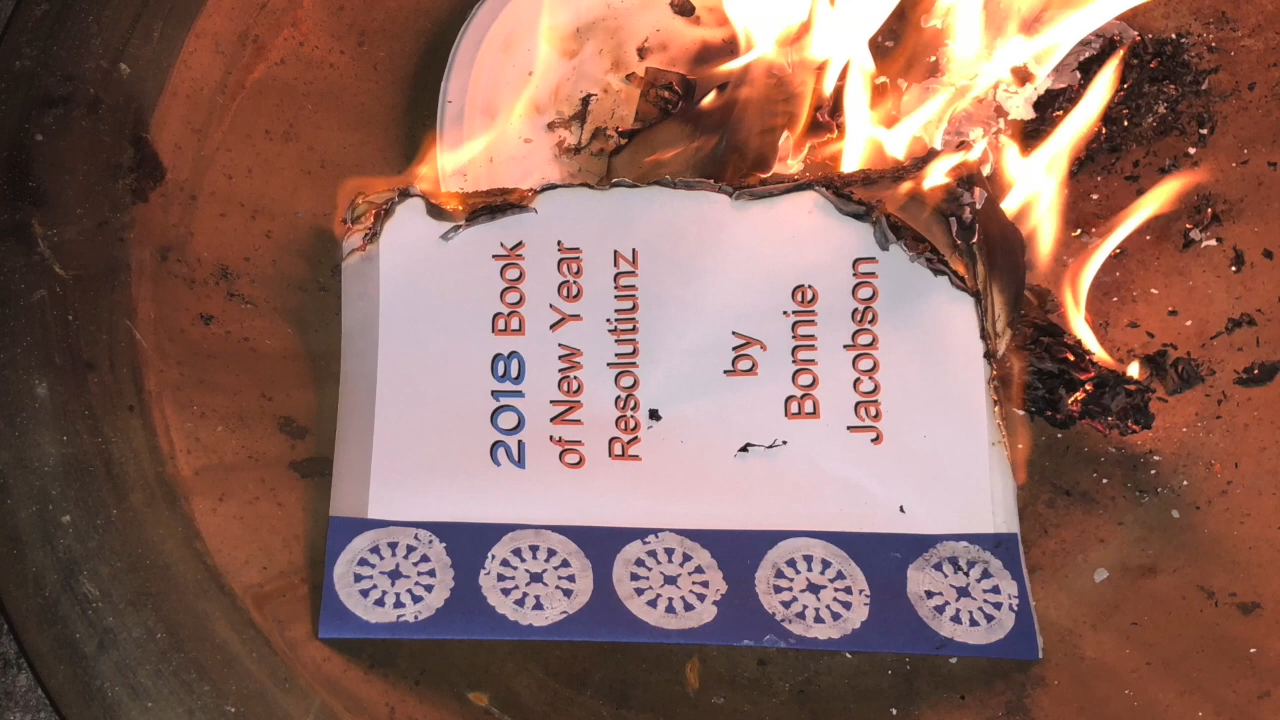 2018 Book
of New Year
Resolutiunz
by
Bonnie
Jacobson